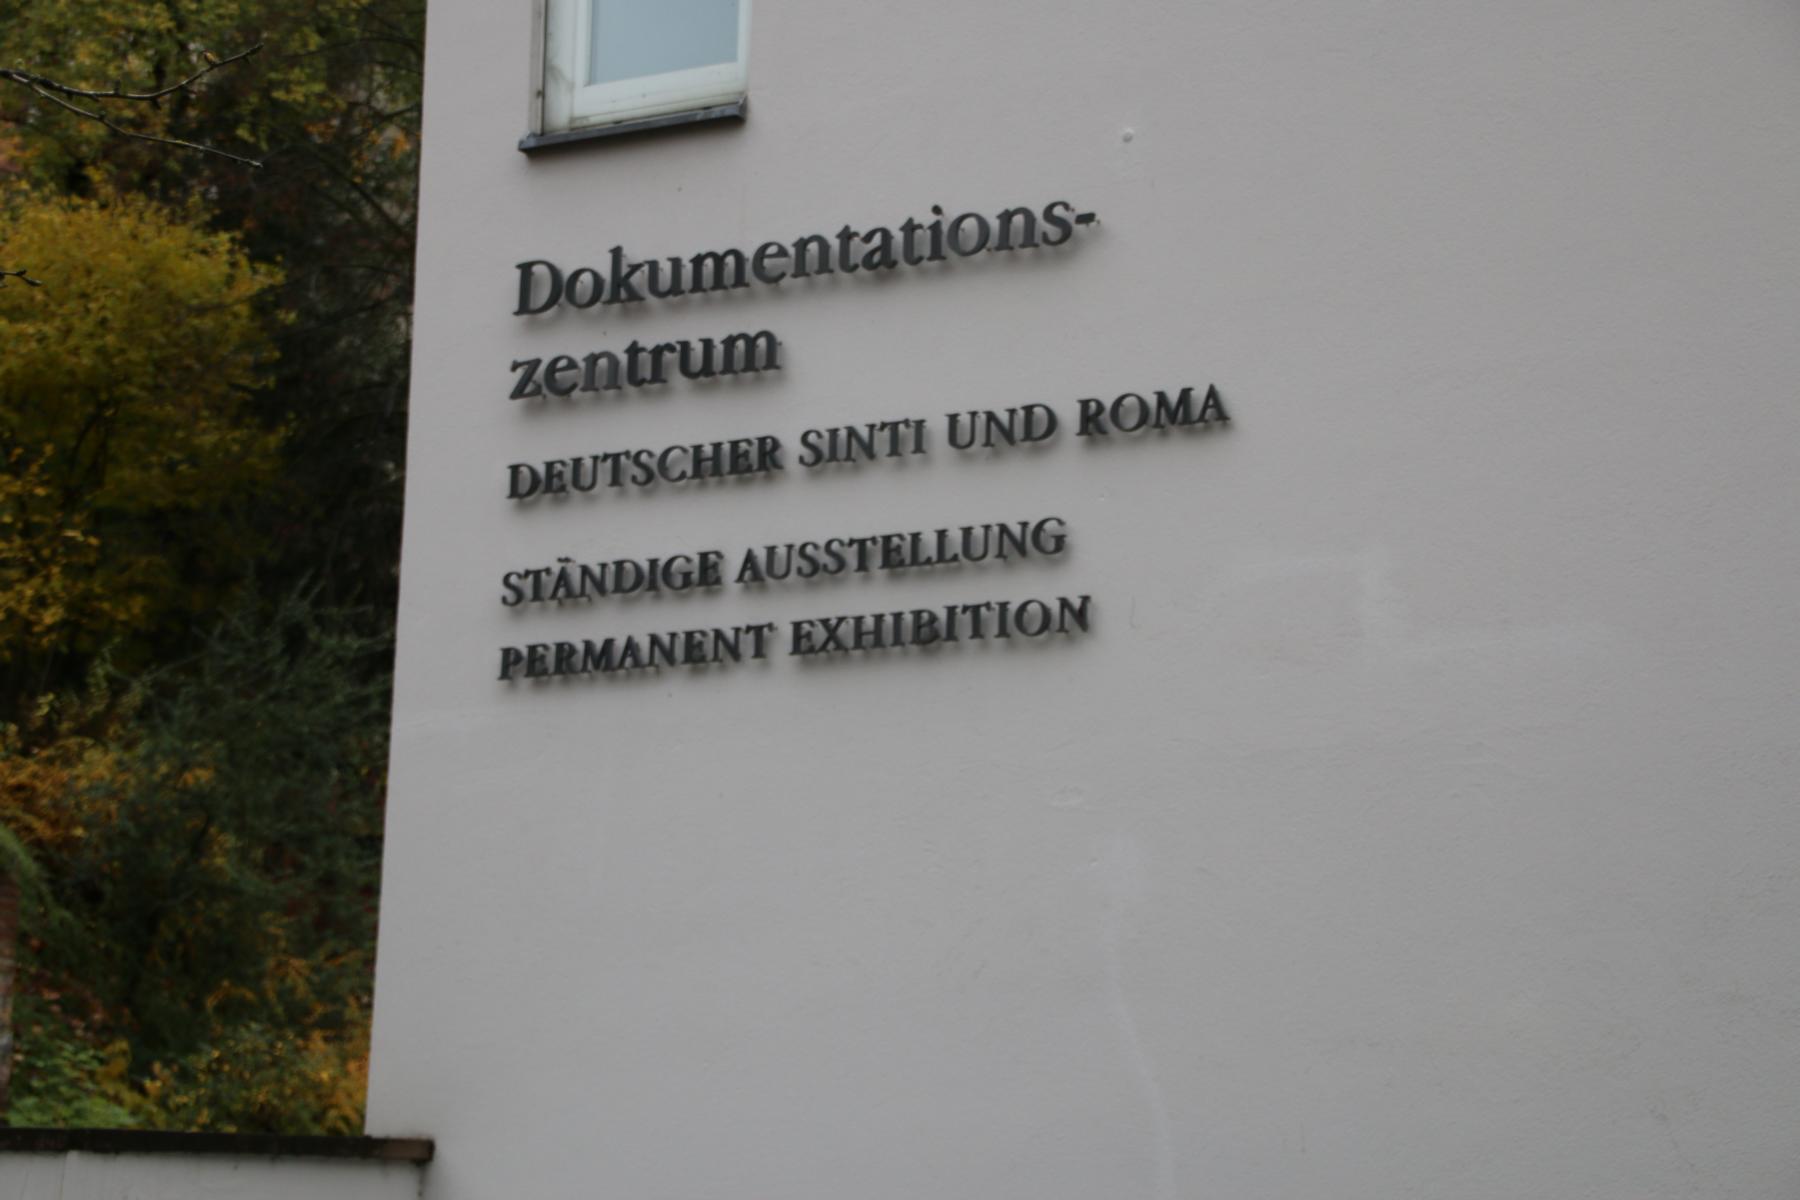 Dokumentations-
zentrum
DEUTSCHER SINTI UND ROMA
STÄNDIGE AUSSTELLUNG
PERMANENT EXHIBITION